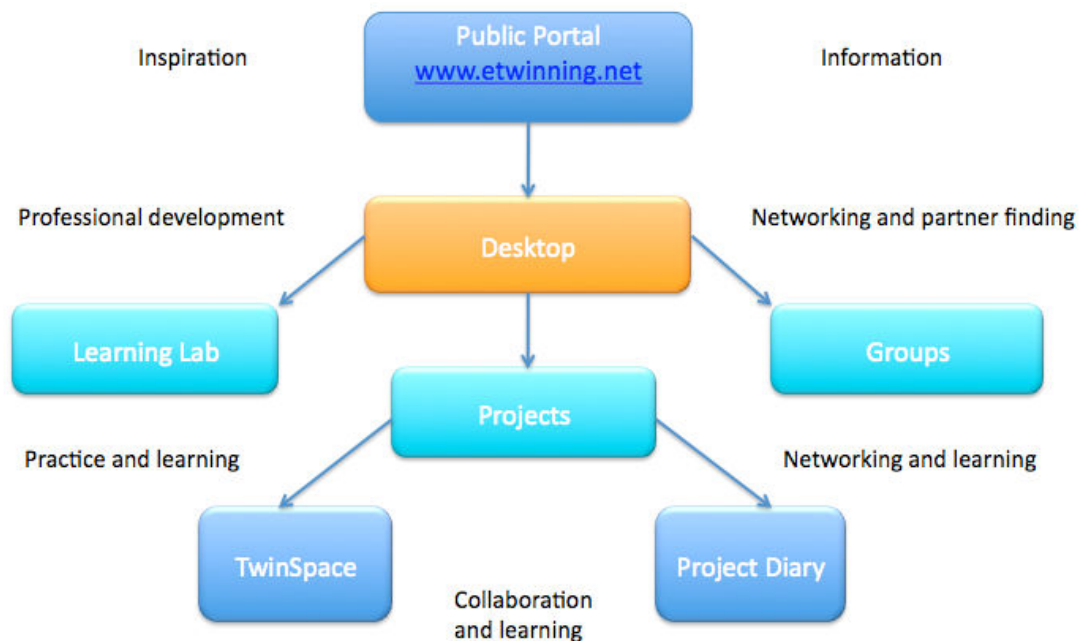 Public Portal
Inspiration
www.etwinning.net
Information
Professional development
Networking and partner finding
Desktop
Learning Lab
Groups
Projects
Practice and learning
Networking and learning
TwinSpace
Project Diary
Collaboration
and learning